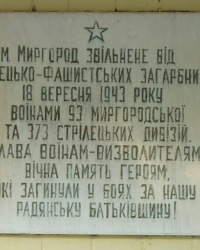 м Миргород звільнене від
ецько-фашистських загарбни
18 вересня 1943 року
воїнами 93 Миргородської
та 373 стрілецьких дивізій.
лава воїнам-визволителям
вічна память героям,
кі загинули у боях за нашу
радянську Батьківщину!